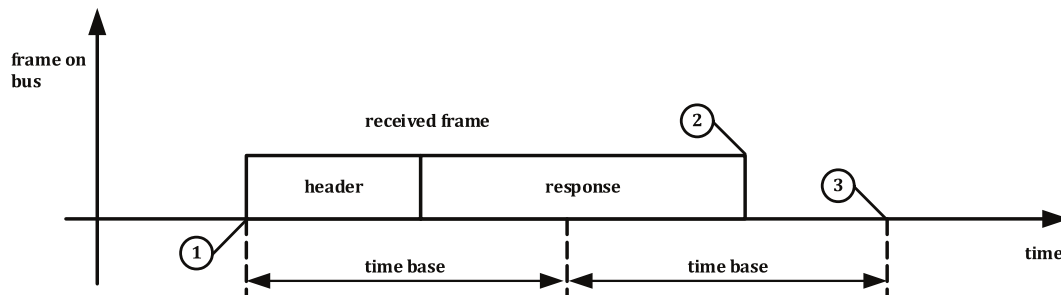 frame on
bus
received frame
2
header
response
3
1
time
time base
time base